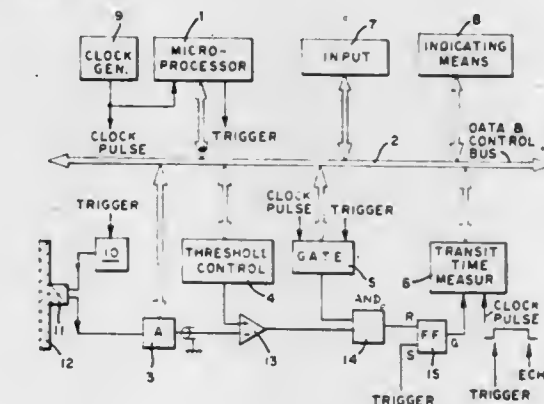 9
1
7
8
CLOCK
GEN.
MICRO-
PROCESSOR
INPUT
INDICATING
MEANS
CLOCK
PULSE
TRIGGER
2
DATA &
CONTROL
BUS
TRIGGER
CLOCK
PULSE
TRIGGER
10
THRESHOLD
CONTROL
4
GATE
5
TRANSIT
TIME
MEASUR
6
11
12
A
3
13
AND
14
R
S
FF
Q
15
CLOCK
PULSE
TRIGGER
TRIGGER
ECH